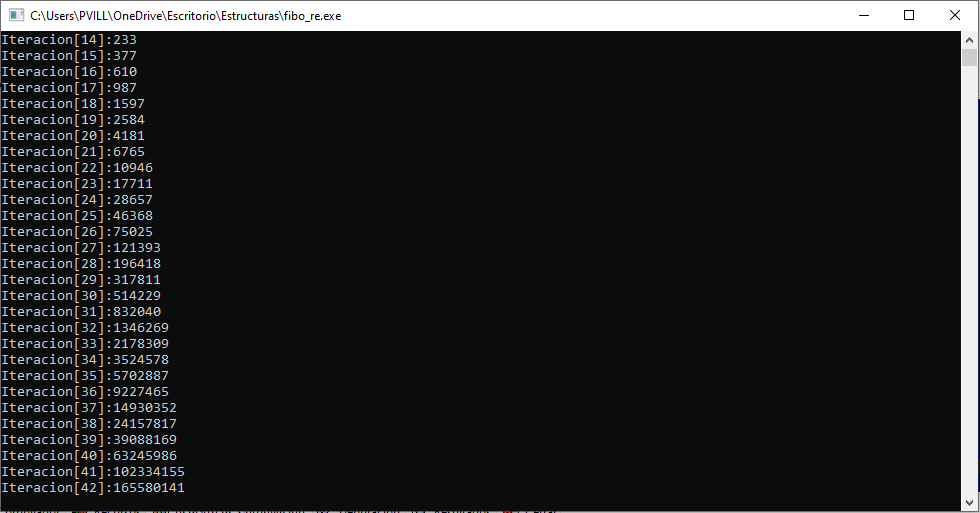 C:\Users\PVILL\OneDrive\Escritorio\Estructuras\fibo_re.exe
Iteracion[14]:233
Iteracion[15]:377
Iteracion[16]:610
Iteracion[17]:987
Iteracion[18]:1597
Iteracion[19]:2584
Iteracion[20]:4181
Iteracion[21]:6765
Iteracion[22]:10946
Iteracion[23]:17711
Iteracion[24]:28657
Iteracion[25]:46368
Iteracion[26]:75025
Iteracion[27]:121393
Iteracion[28]:196418
Iteracion[29]:317811
Iteracion[30]:514229
Iteracion[31]:832040
Iteracion[32]:1346269
Iteracion[33]:2178309
Iteracion[34]:3524578
Iteracion[35]:5702887
Iteracion[36]:9227465
Iteracion[37]:14930352
Iteracion[38]:24157817
Iteracion[39]:39088169
Iteracion[40]:63245986
Iteracion[41]:102334155
Iteracion[42]:165580141